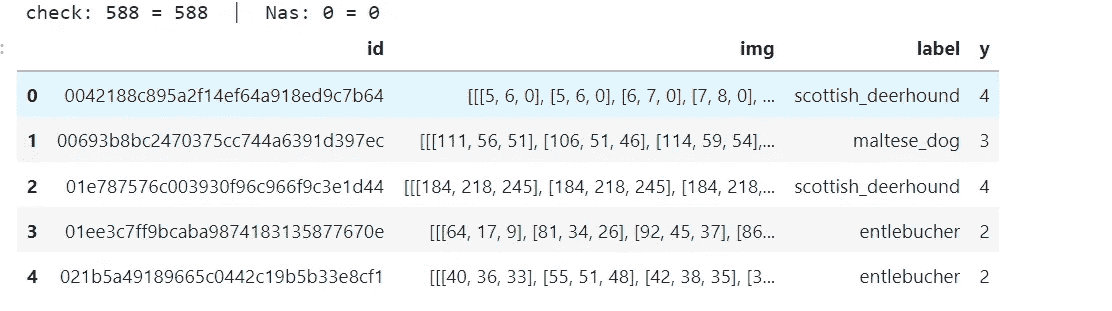 check: 588 = 588 | Nas: 0 = 0
id img label y
0 0042188c895a2f14ef64a918ed9c7b64 [[[5, 6, 0], [5, 6, 0], [6, 7, 0], [7, 8, 0], ... scottish_deerhound 4
1 00693b8bc2470375cc744a6391d397ec [[[111, 56, 51], [106, 51, 46], [114, 59, 54],... maltese_dog 3
2 01e787576c003930f96c966f9c3e1d44 [[[184, 218, 245], [184, 218, 245], [184, 218,... scottish_deerhound 4
3 01ee3c7ff9bcaba9874183135877670e [[[64, 17, 9], [81, 34, 26], [92, 45, 37], [86... entlebucher 2
4 021b5a49189665c0442c19b5b33e8cf1 [[[40, 36, 33], [55, 51, 48], [42, 38, 35], [3... entlebucher 2